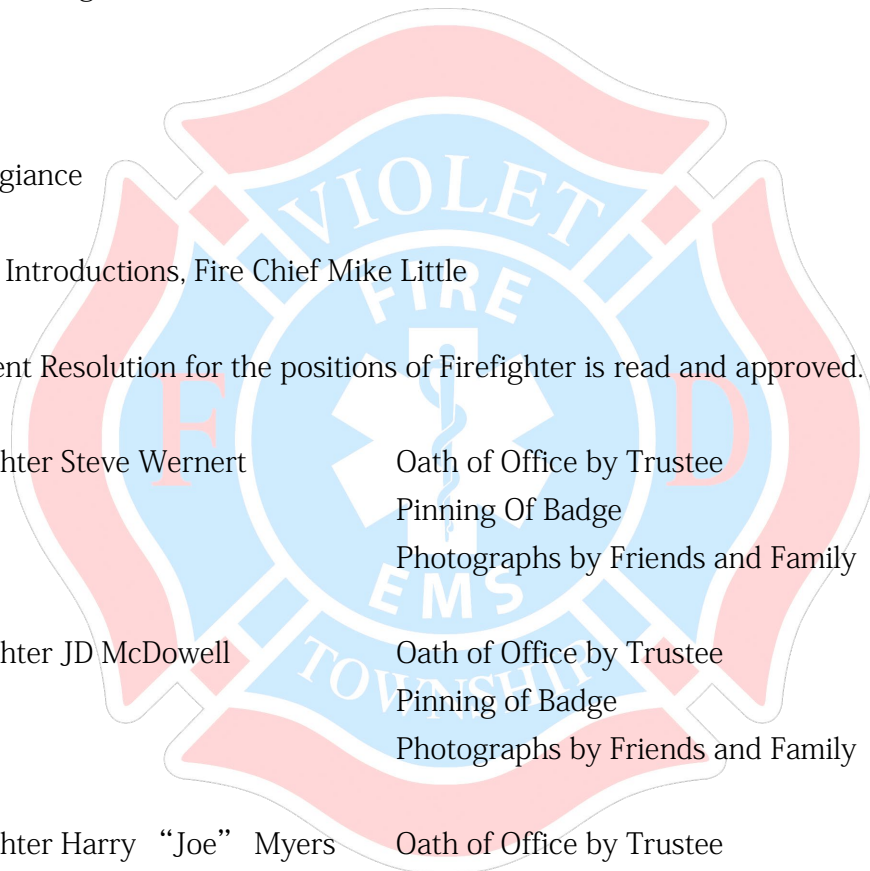 giance
VIOLET
Introductions, Fire Chief Mike Little
FIRE
ent Resolution for the positions of Firefighter is read and approved.
F D
hter Steve Wernert Oath of Office by Trustee
Pinning Of Badge
Photographs by Friends and Family
EMS
hter JD McDowell Oath of Office by Trustee
TOWNSHIP
Pinning of Badge
Photographs by Friends and Family
hter Harry “Joe” Myers Oath of Office by Trustee